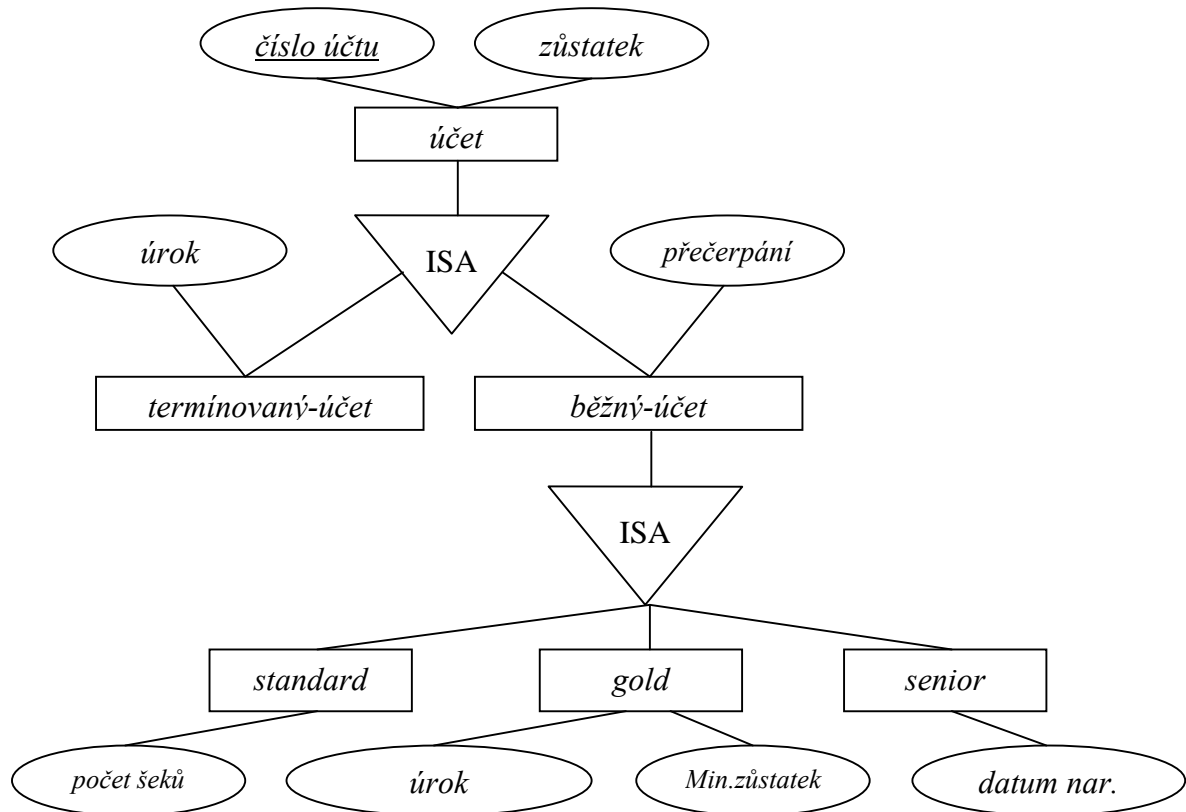 číslo účtu
zůstatek
účet
úrok
ISA
přečerpání
termínovaný-účet
běžný-účet
ISA
standard
gold
senior
počet šeků
úrok
Min.zůstatek
datum nar.